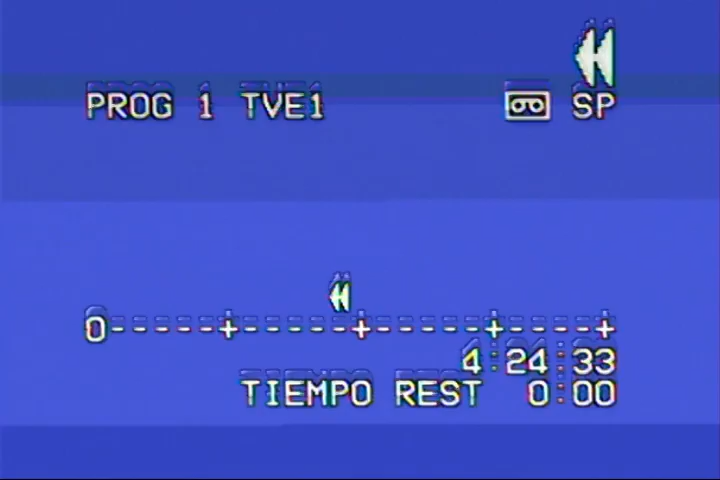 PROG 1 TVE1 SP
0-----+-----+-----+----+
4:24:33
TIEMPO REST 0:00